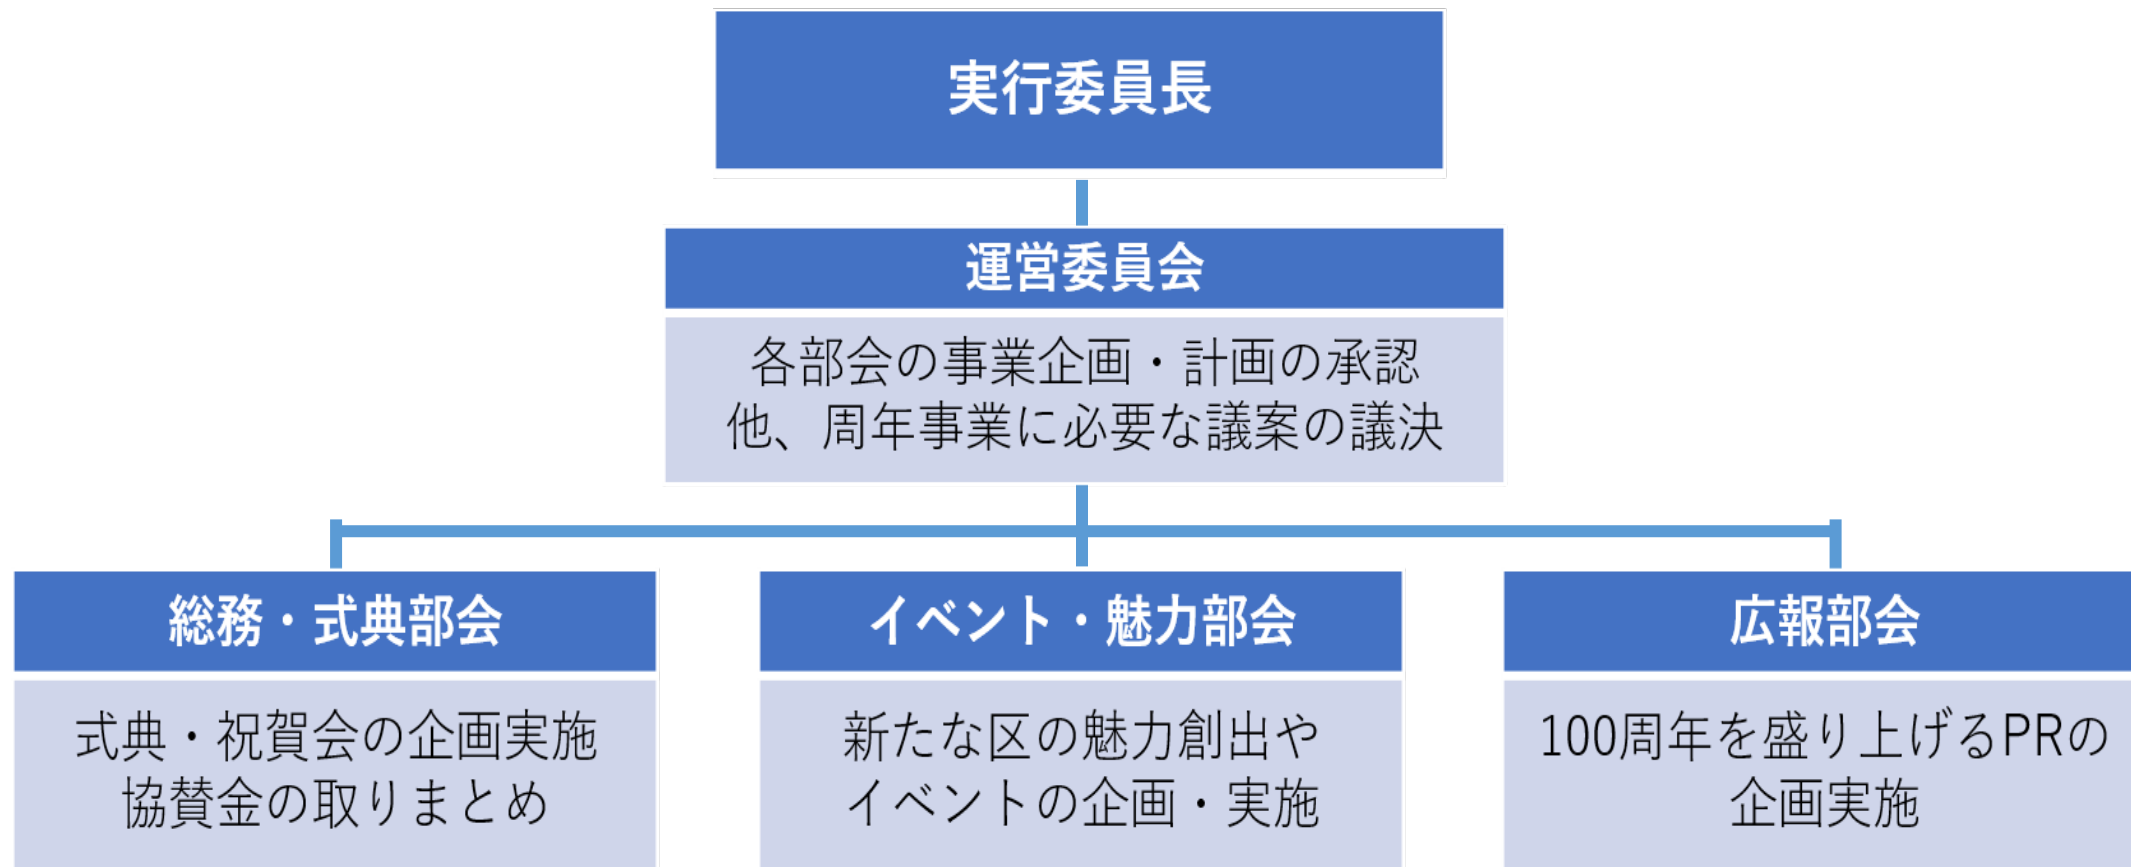 実行委員長
運営委員会
各部会の事業企画・計画の承認
他、周年事業に必要な議案の議決
総務・式典部会
式典・祝賀会の企画実施
協賛金の取りまとめ
イベント・魅力部会
新たな区の魅力創出や
イベントの企画・実施
広報部会
100周年を盛り上げるPRの
企画実施